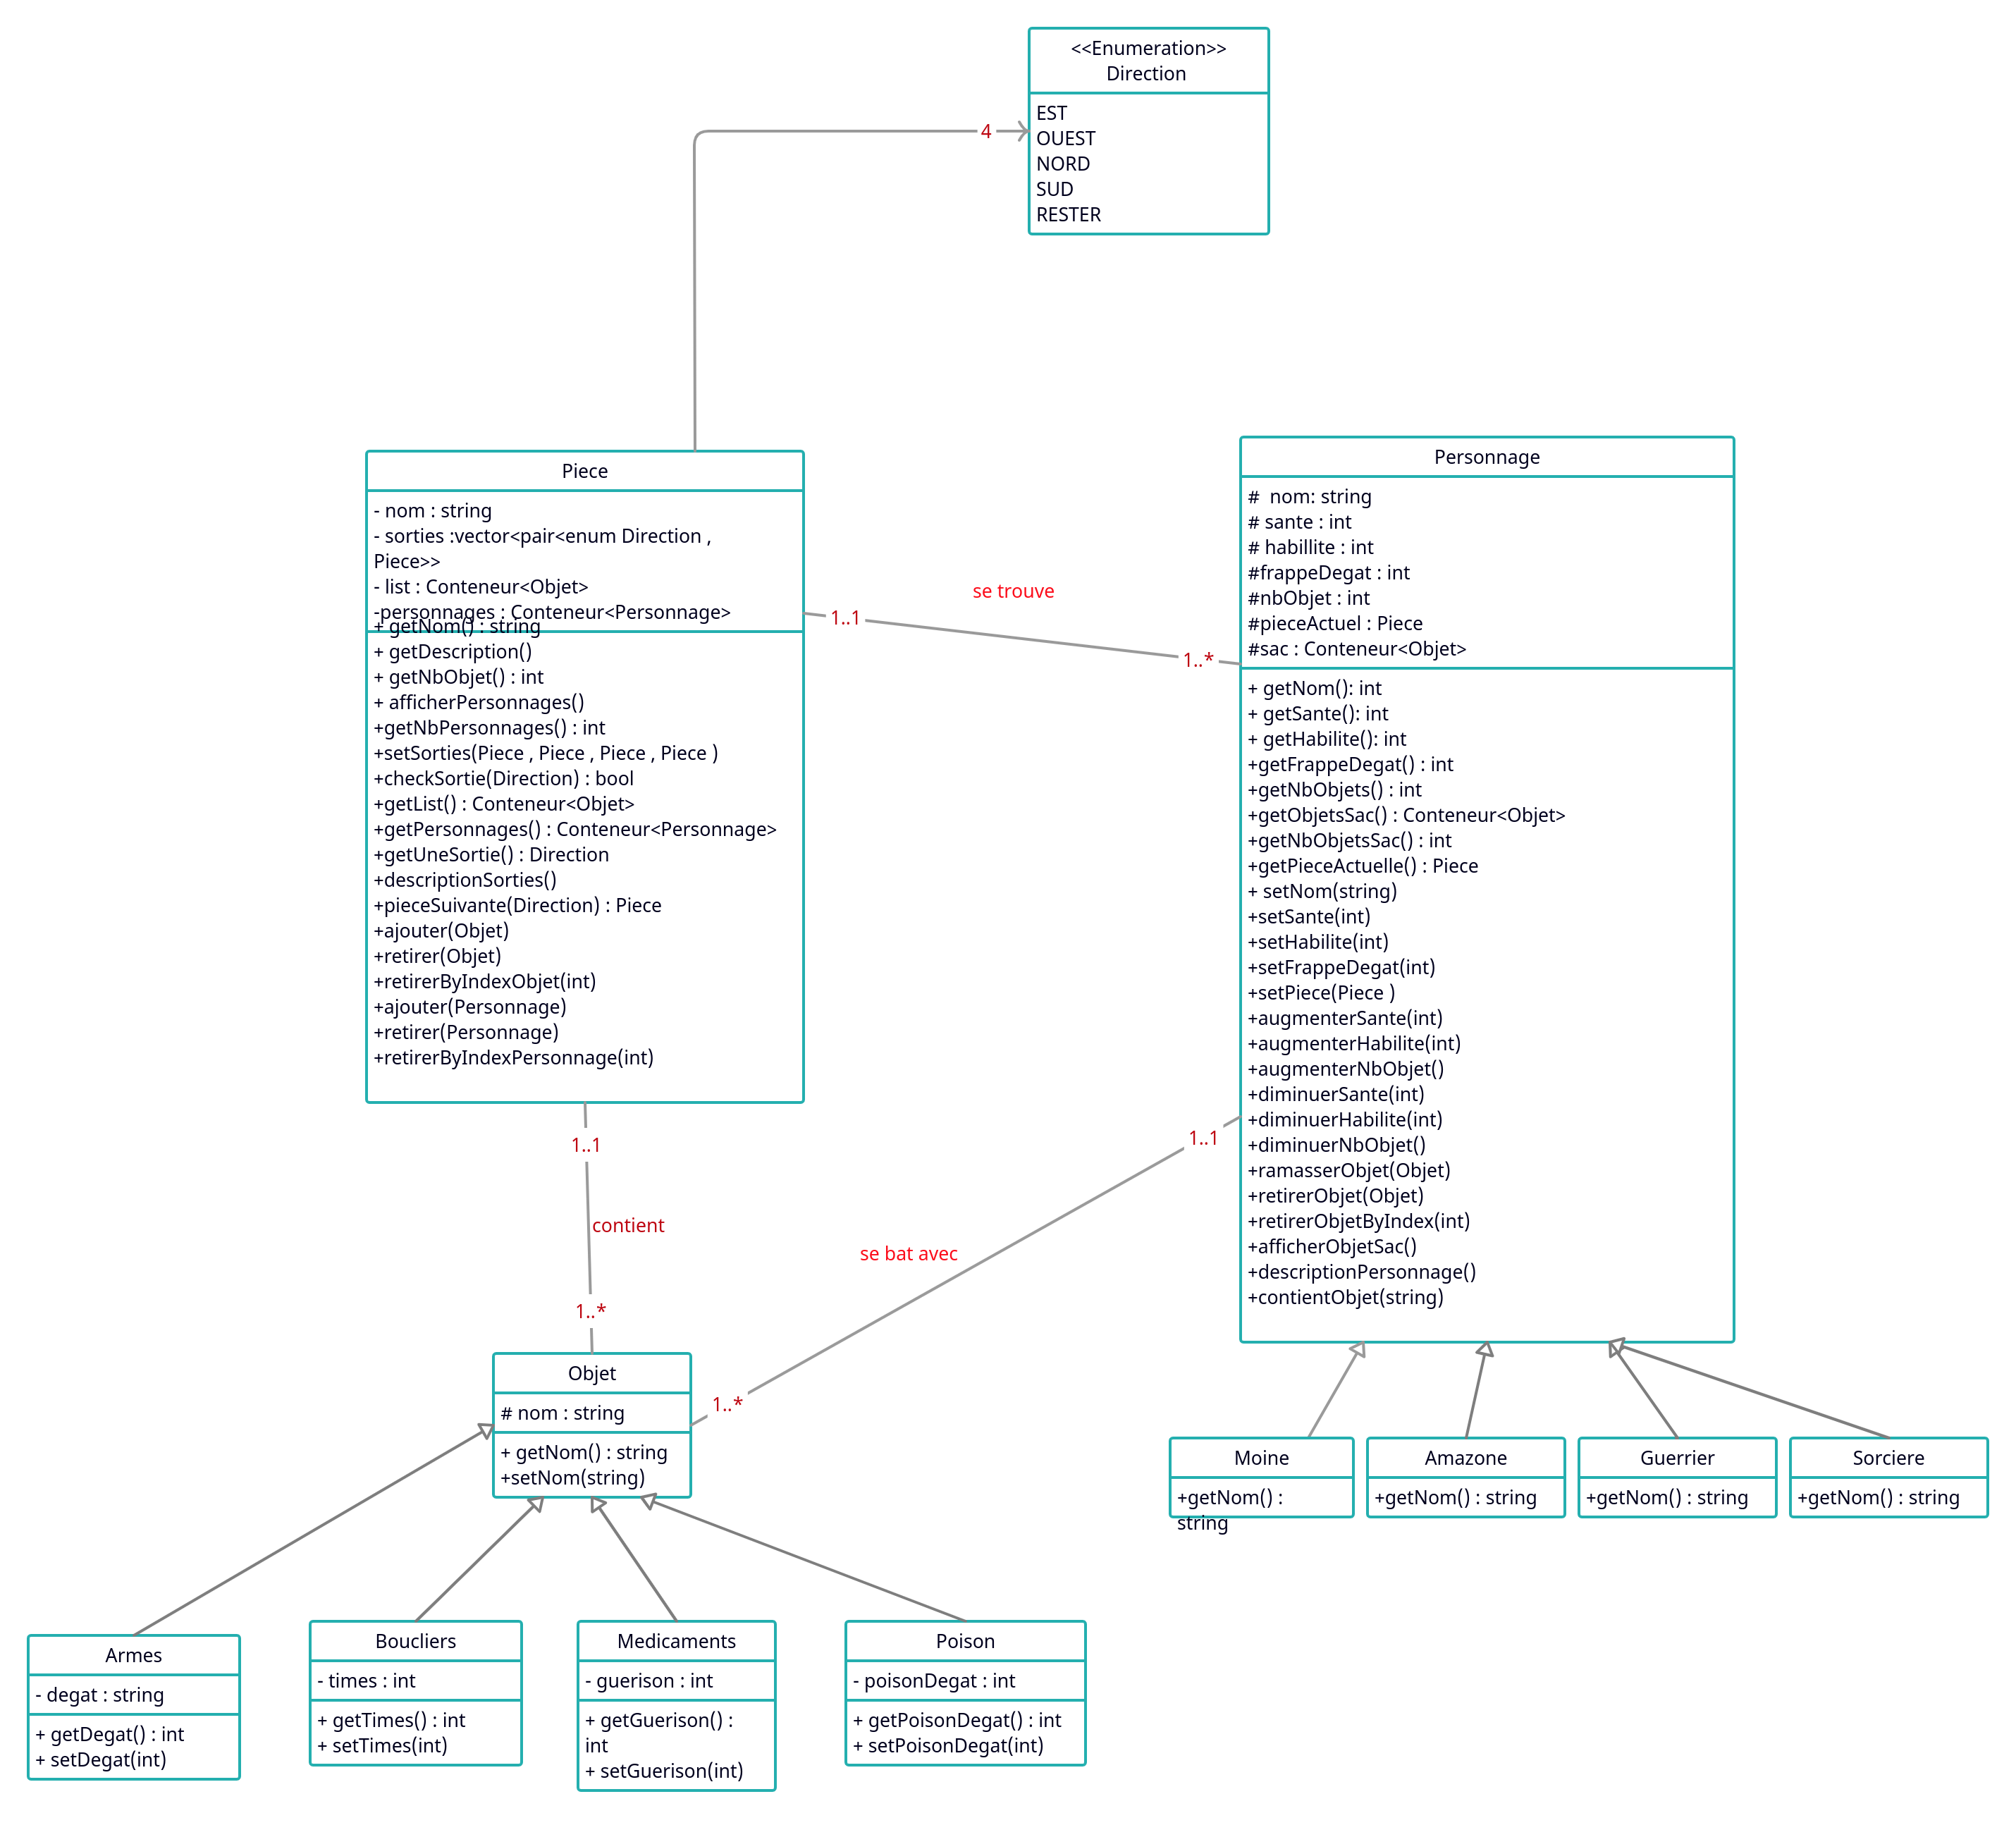 <<Enumeration>>
Direction
EST
OUEST
NORD
SUD
RESTER
4
Piece
- nom : string
- sorties :vector<pair<enum Direction ,
Piece>>
- list : Conteneur<Objet>
-personnages : Conteneur<Personnage>
+ getNom() : string
+ getDescription()
+ getNbObjet() : int
+ afficherPersonnages()
+getNbPersonnages() : int
+setSorties(Piece , Piece , Piece , Piece )
+checkSortie(Direction) : bool
+getList() : Conteneur<Objet>
+getPersonnages() : Conteneur<Personnage>
+getUneSortie() : Direction
+descriptionSorties()
+pieceSuivante(Direction) : Piece
+ajouter(Objet)
+retirer(Objet)
+retirerByIndexObjet(int)
+ajouter(Personnage)
+retirer(Personnage)
+retirerByIndexPersonnage(int)
se trouve
1..1
1..*
Personnage
#  nom: string
# sante : int
# habillite : int
#frappeDegat : int
#nbObjet : int
#pieceActuel : Piece
#sac : Conteneur<Objet>
+ getNom(): int
+ getSante(): int
+ getHabilite(): int
+getFrappeDegat() : int
+getNbObjets() : int
+getObjetsSac() : Conteneur<Objet>
+getNbObjetsSac() : int
+getPieceActuelle() : Piece
+ setNom(string)
+setSante(int)
+setHabilite(int)
+setFrappeDegat(int)
+setPiece(Piece )
+augmenterSante(int)
+augmenterHabilite(int)
+augmenterNbObjet()
+diminuerSante(int)
+diminuerHabilite(int)
+diminuerNbObjet()
+ramasserObjet(Objet)
+retirerObjet(Objet)
+retirerObjetByIndex(int)
+afficherObjetSac()
+descriptionPersonnage()
+contientObjet(string)
1..1
contient
1..*
1..1
se bat avec
1..*
Objet
# nom : string
+ getNom() : string
+setNom(string)
Moine
+getNom() :
string
Amazone
+getNom() : string
Guerrier
+getNom() : string
Sorciere
+getNom() : string
Armes
- degat : string
+ getDegat() : int
+ setDegat(int)
Boucliers
- times : int
+ getTimes() : int
+ setTimes(int)
Medicaments
- guerison : int
+ getGuerison() :
int
+ setGuerison(int)
Poison
- poisonDegat : int
+ getPoisonDegat() : int
+ setPoisonDegat(int)